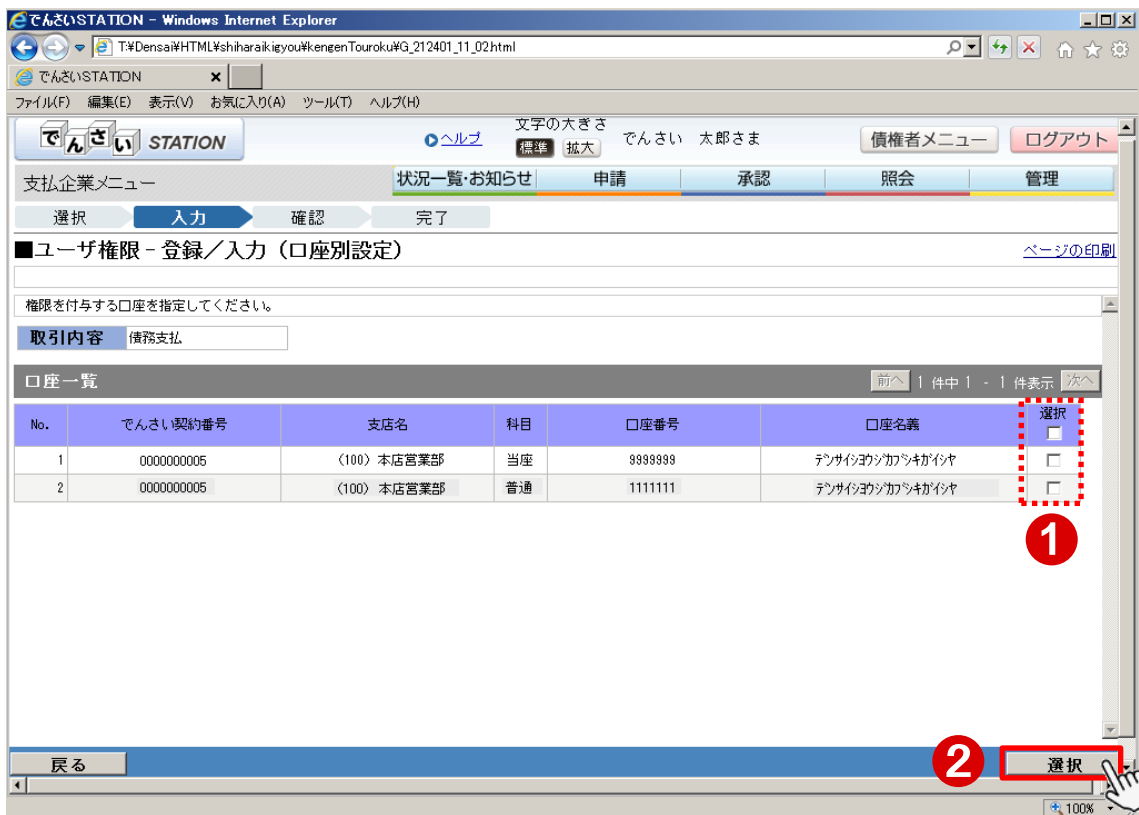 でんさいSTATION - Windows Internet Explorer
T:¥Densai¥HTML¥shiharaikigyou¥kengenTouroku¥G_212401_11_02.html
でんさいSTATION
ファイル(F) 編集(E) 表示(V) お気に入り(A) ツール(T) ヘルプ(H)
でんさい STATION
ヘルプ
文字の大きさ
標準 拡大
でんさい 太郎さま
債権者メニュー
ログアウト
支払企業メニュー
状況一覧・お知らせ 申請 承認 照会 管理
選択 入力 確認 完了
■ユーザ権限－登録／入力（口座別設定）
ページの印刷
権限を付与する口座を指定してください。
取引内容 債務支払
口座一覧
前へ 1 件中 1 - 1 件表示 次へ
No. でんさい契約番号 支店名 科目 口座番号 口座名義 選択
1 0000000005 （100）本店営業部 当座 9999999 デンサイシヨウジカブシキガイシヤ
2 0000000005 （100）本店営業部 普通 1111111 デンサイシヨウジカブシキガイシヤ
1
戻る
2
選択
100%